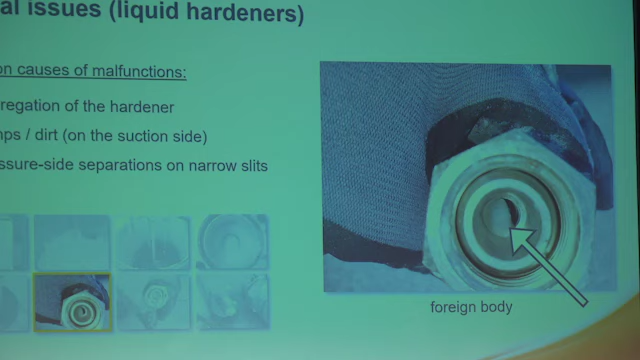 al issues (liquid hardeners)
on causes of malfunctions:
regation of the hardener
mps / dirt (on the suction side)
ssure-side separations on narrow slits
foreign body